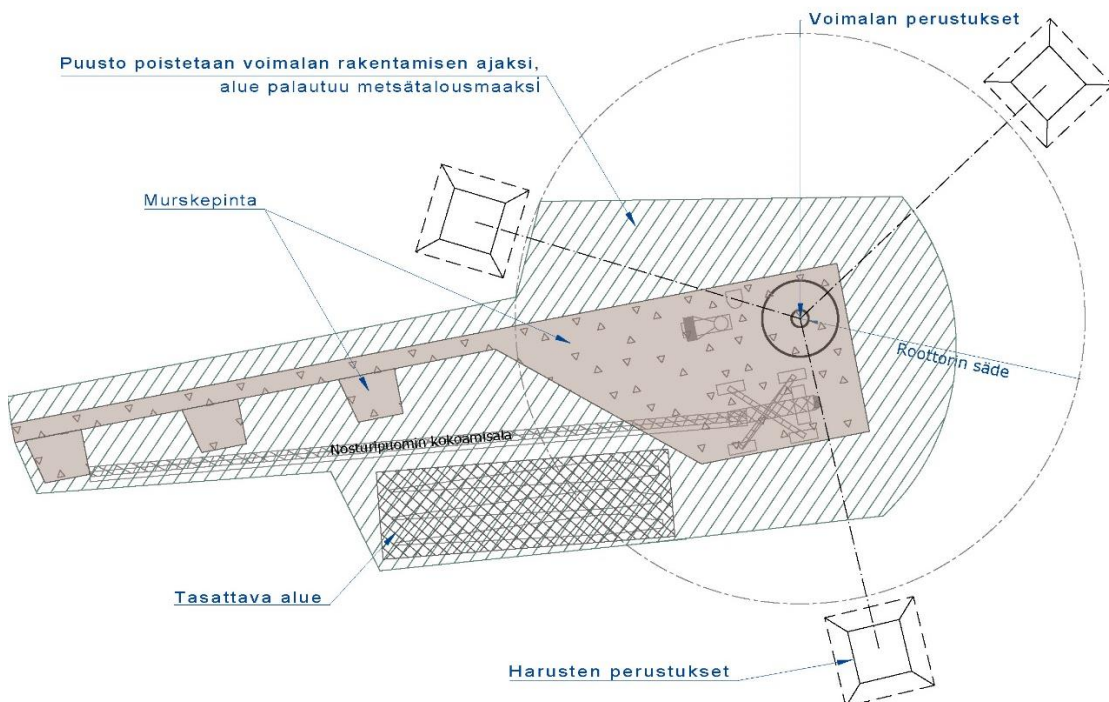 Voimalan perustukset
Puusto poistetaan voimalan rakentamisen ajaksi,
alue palautuu metsätalousmaaksi
Murskepinta
Roottorin säde
Nosturipuomin kokoamisala
Tasattava alue
Harusten perustukset